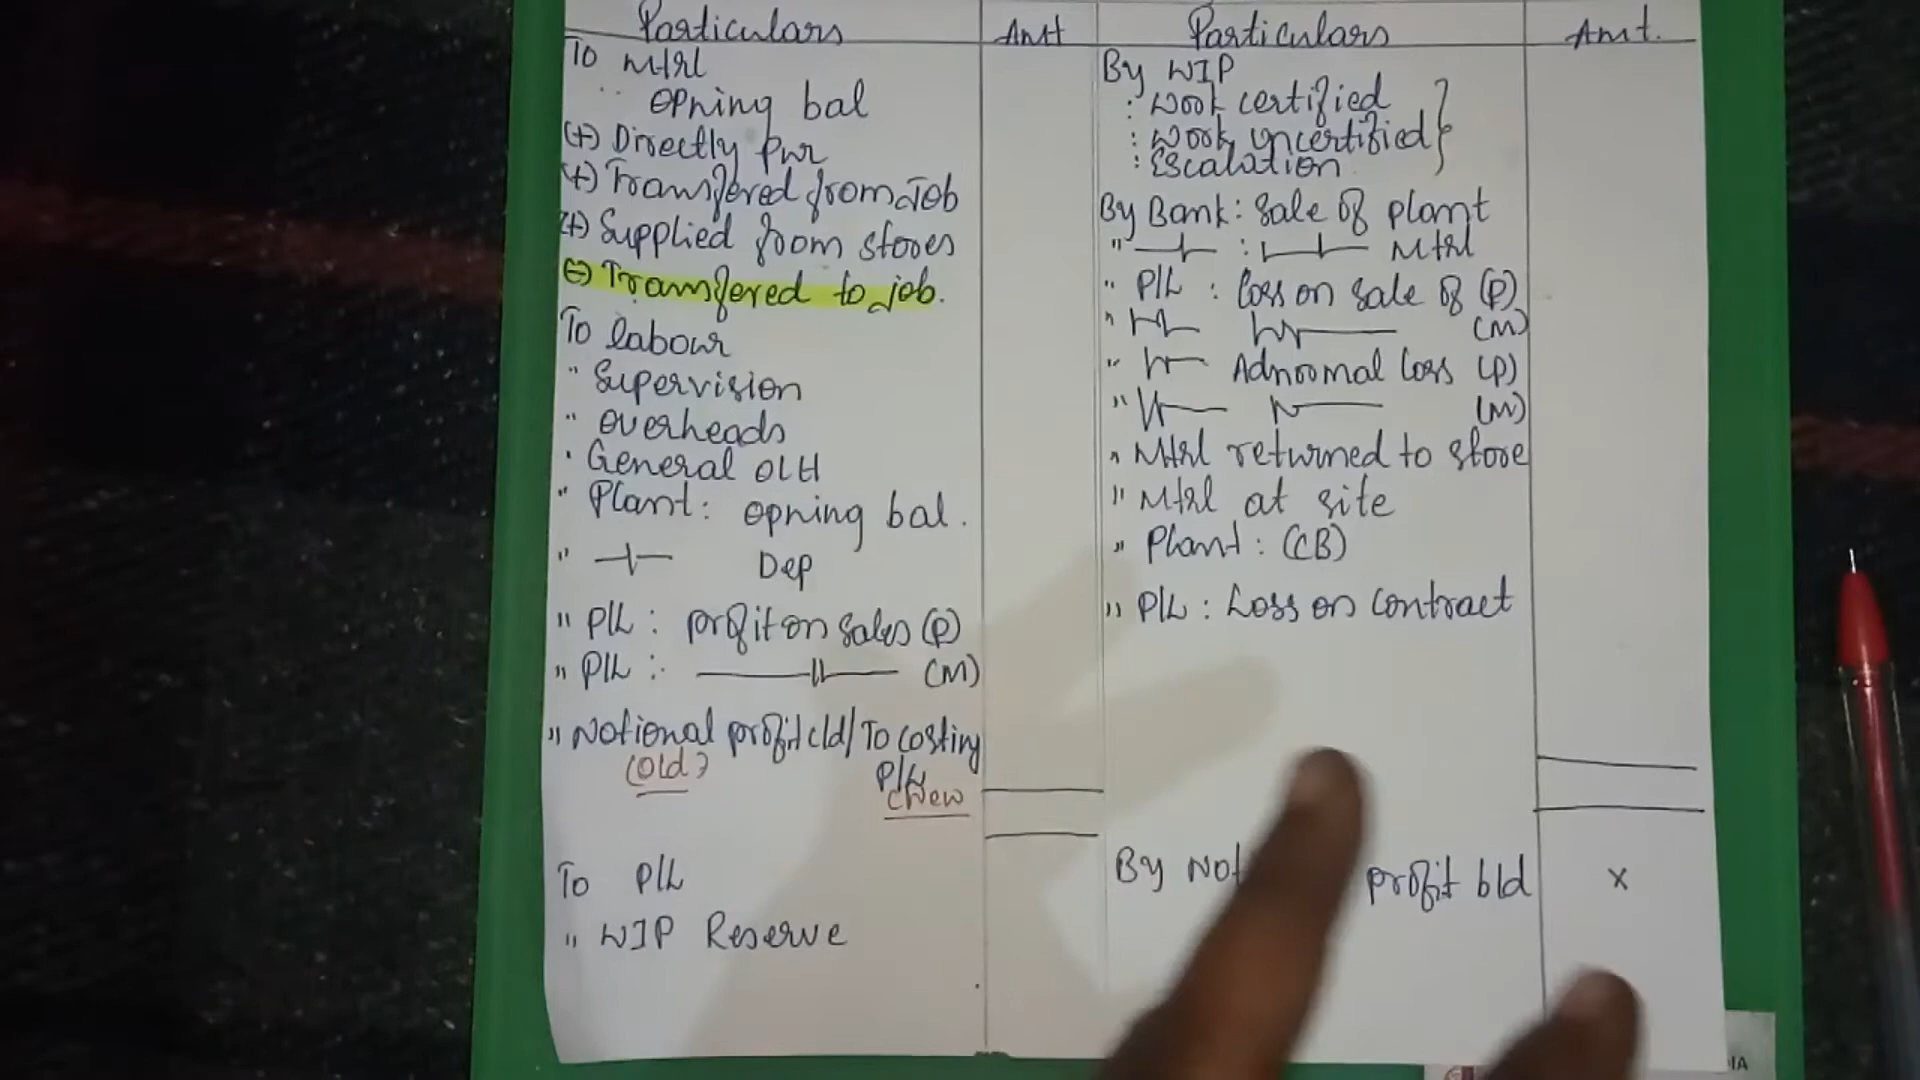 Particulars Amt Particulars Amt.
To Mtrl
opning bal
(+) Directly pur
(+) Transfered from Job
(+) Supplied from stores
(-) Transfered to job.
To labour
" Supervision
" overheads
" General O/H
" Plant: opning bal.
" Dep
" P/L : profit on sales (P)
" P/L : (M)
" Notional profit c/d/ To costing
(Old) P/L
(New
To P/L
" WIP Reserve
By WIP
: work certified
: work uncertified
: Escalation
By Bank: sale of plant
" : Mtrl
" P/L : loss on sale of (P)
" (M)
" Adnormal loss (P)
" (M)
" Mtrl returned to store
" Mtrl at site
" Plant: (CB)
" P/L : Loss on contract
By Not profit b/d x
IA